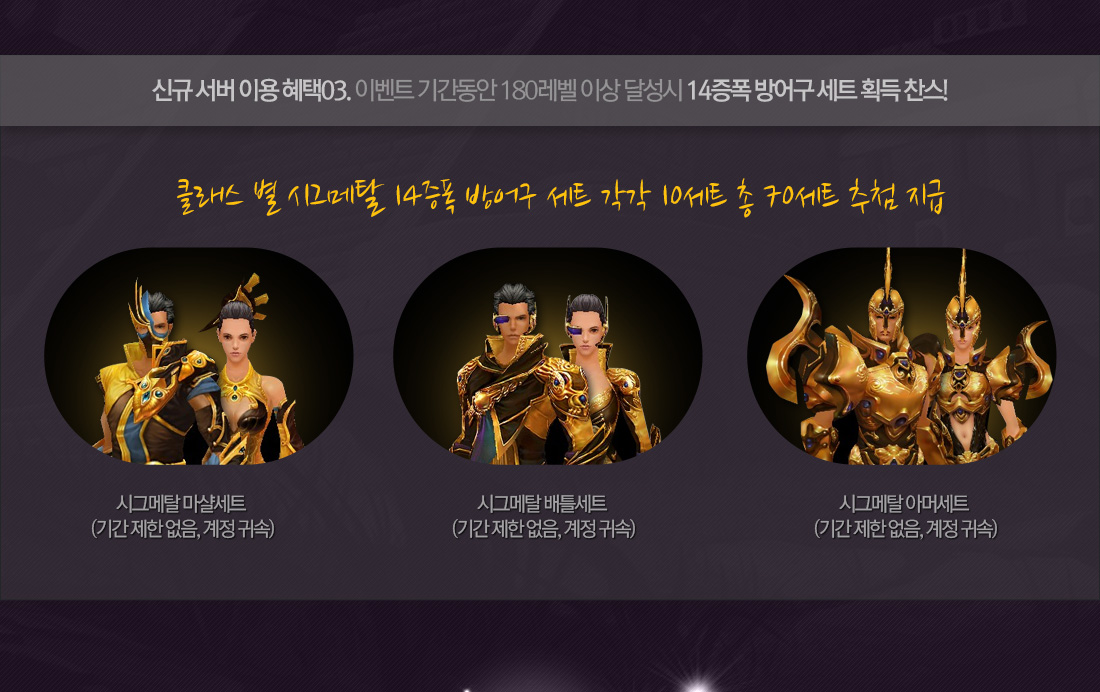 신규 서버 이용 혜택03. 이벤트 기간동안 180레벨 이상 달성시 14증폭 방어구 세트 획득 찬스!
클래스 별 시그메탈 14증폭 방어구 세트 각각 10세트 총 70세트 추첨 지급
시그메탈 마샬세트
(기간 제한 없음, 계정 귀속)
시그메탈 배틀세트
(기간 제한 없음, 계정 귀속)
시그메탈 아머세트
(기간 제한 없음, 계정 귀속)